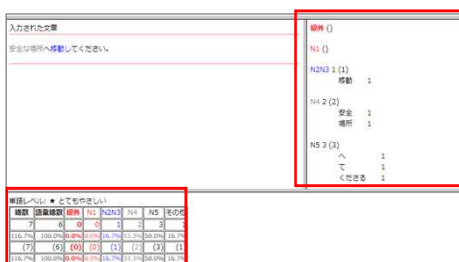 入力された文章
安全な場所へ移動してください。
級外 ()
N1 ()
N2N3 1 (1)
移動 1
N4 2 (2)
安全 1
場所 1
N5 3 (3)
へ 1
て 1
くださる 1
単語レベル: ★ とてもやさしい
総数 語彙総数 級外 N1 N2N3 N4 N5 その他
7 6 0 0 1 2 3 1
116.7% 100.0% 0.0% 0.0% 16.7% 33.3% 50.0% 16.7%
(7) (6) (0) (0) (1) (2) (3) (1)
116.7% 100.0% 0.0% 0.0% 16.7% 33.3% 50.0% 16.7%